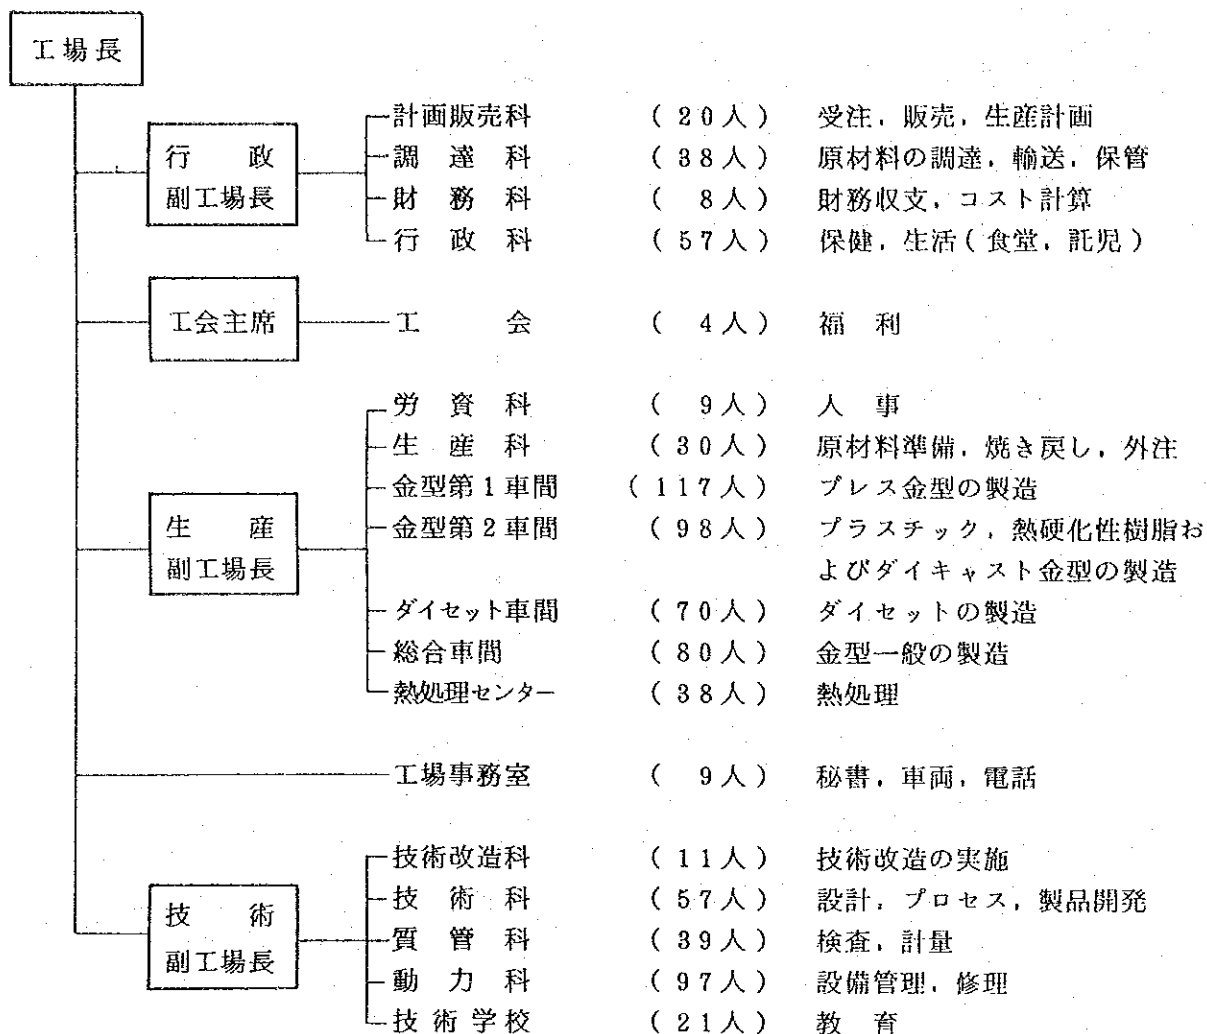 工場長
行政 副工場長
計画販売科 (20人) 受注,販売,生産計画
調達科 (38人) 原材料の調達,輸送,保管
財務科 (8人) 財務収支,コスト計算
行政科 (57人) 保健,生活(食堂,託児)
工会主席 工会 (4人) 福利
労資科 (9人) 人事
生産科 (30人) 原材料準備,焼き戻し,外注
金型第1車間 (117人) プレス金型の製造
生産 副工場長
金型第2車間 (98人) プラスチック,熱硬化性樹脂お
よびダイキャスト金型の製造
ダイセット車間 (70人) ダイセットの製造
総合車間 (80人) 金型一般の製造
熱処理センター (38人) 熱処理
工場事務室 (9人) 秘書,車両,電話
技術改造科 (11人) 技術改造の実施
技術 副工場長
技術科 (57人) 設計,プロセス,製品開発
質管科 (39人) 検査,計量
動力科 (97人) 設備管理,修理
技術学校 (21人) 教育